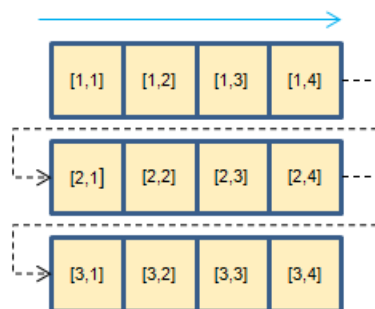 [1,1] [1,2] [1,3] [1,4]
[2,1] [2,2] [2,3] [2,4]
[3,1] [3,2] [3,3] [3,4]